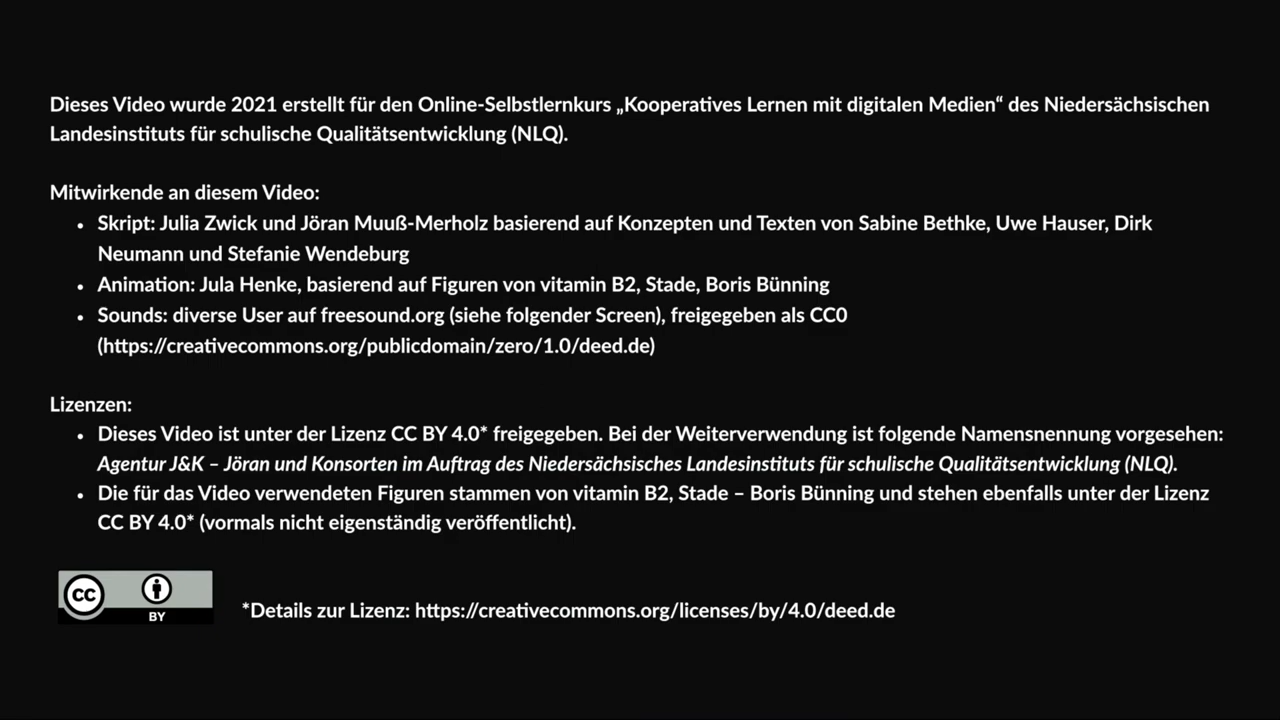 Dieses Video wurde 2021 erstellt für den Online-Selbstlernkurs „Kooperatives Lernen mit digitalen Medien“ des Niedersächsischen
Landesinstituts für schulische Qualitätsentwicklung (NLQ).
Mitwirkende an diesem Video:
• Skript: Julia Zwick und Jöran Muuß-Merholz basierend auf Konzepten und Texten von Sabine Bethke, Uwe Hauser, Dirk
Neumann und Stefanie Wendeburg
• Animation: Jula Henke, basierend auf Figuren von vitamin B2, Stade, Boris Bünning
• Sounds: diverse User auf freesound.org (siehe folgender Screen), freigegeben als CC0
(https://creativecommons.org/publicdomain/zero/1.0/deed.de)
Lizenzen:
• Dieses Video ist unter der Lizenz CC BY 4.0* freigegeben. Bei der Weiterverwendung ist folgende Namensnennung vorgesehen:
Agentur J&K – Jöran und Konsorten im Auftrag des Niedersächsisches Landesinstituts für schulische Qualitätsentwicklung (NLQ).
• Die für das Video verwendeten Figuren stammen von vitamin B2, Stade – Boris Bünning und stehen ebenfalls unter der Lizenz
CC BY 4.0* (vormals nicht eigenständig veröffentlicht).
CC BY
*Details zur Lizenz: https://creativecommons.org/licenses/by/4.0/deed.de